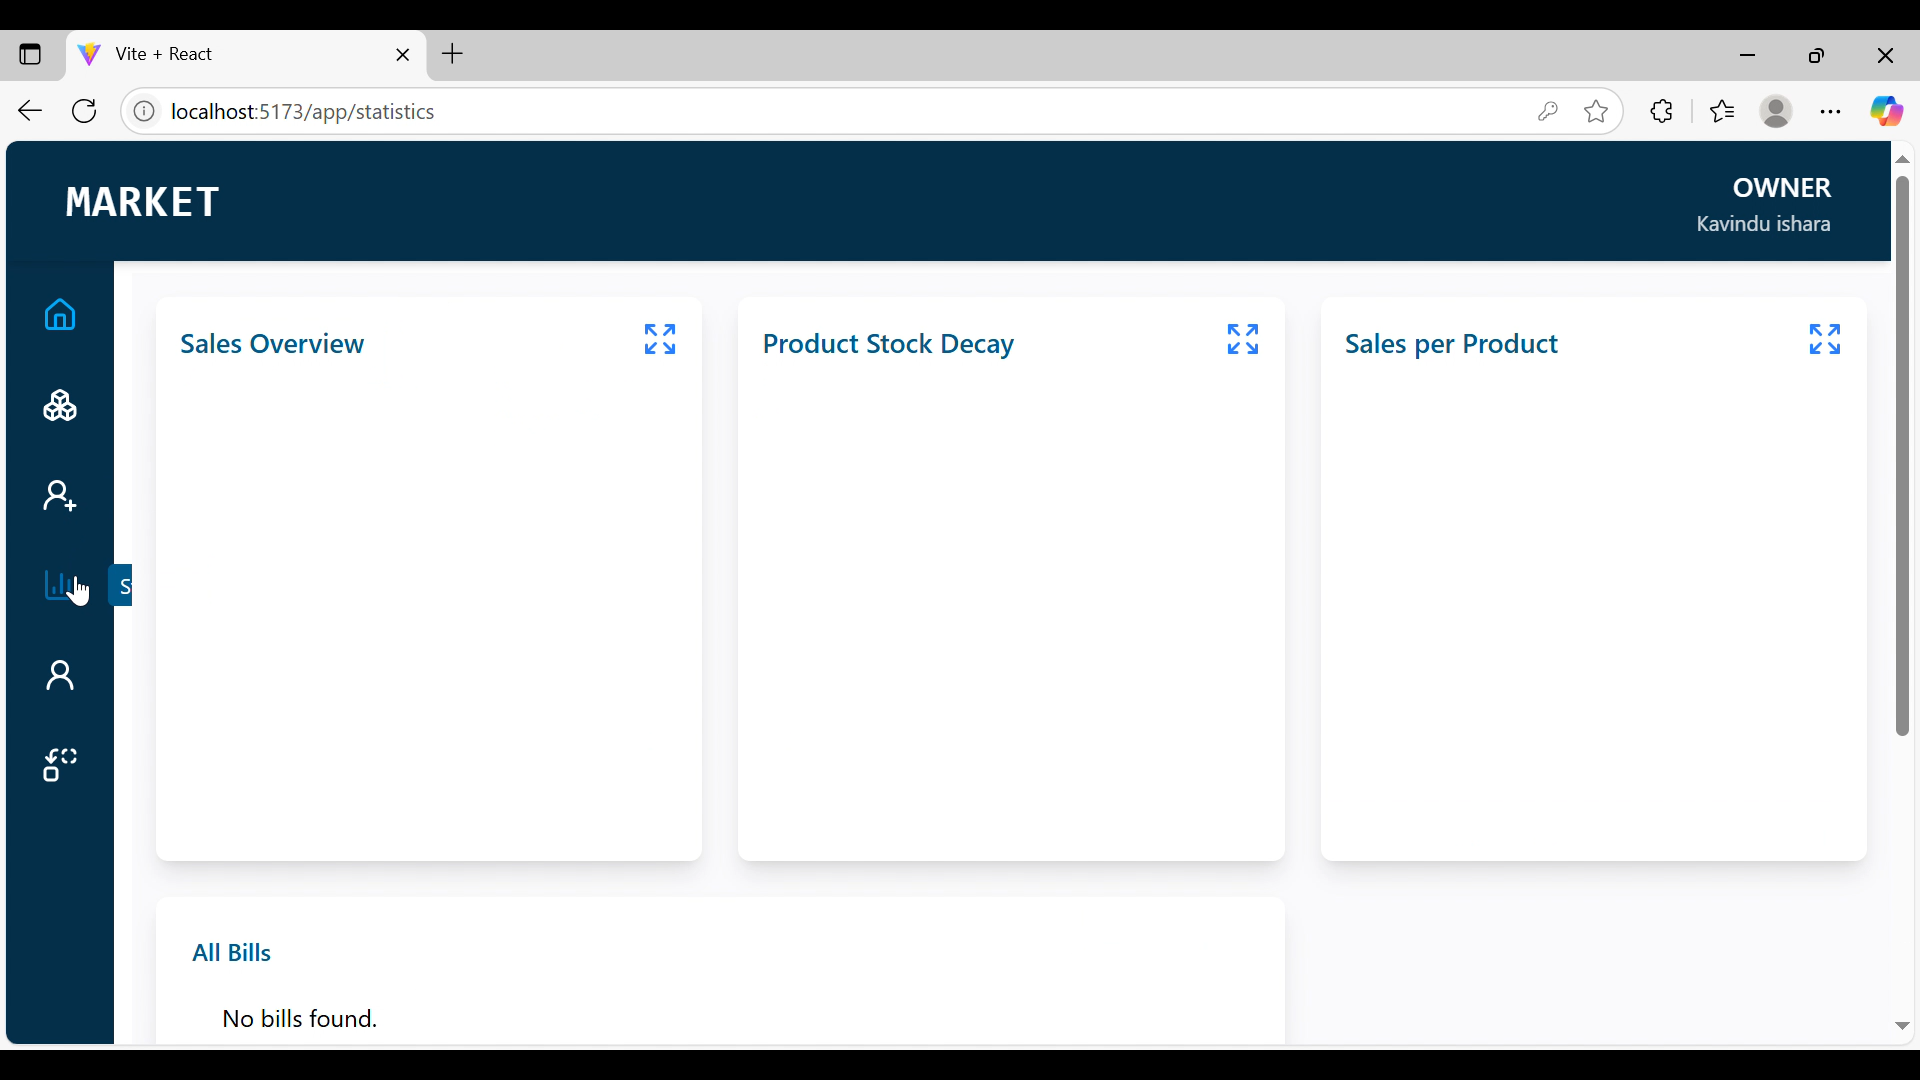 Vite + React
localhost:5173/app/statistics
MARKET
OWNER
Kavindu ishara
Sales Overview
Product Stock Decay
Sales per Product
All Bills
No bills found.